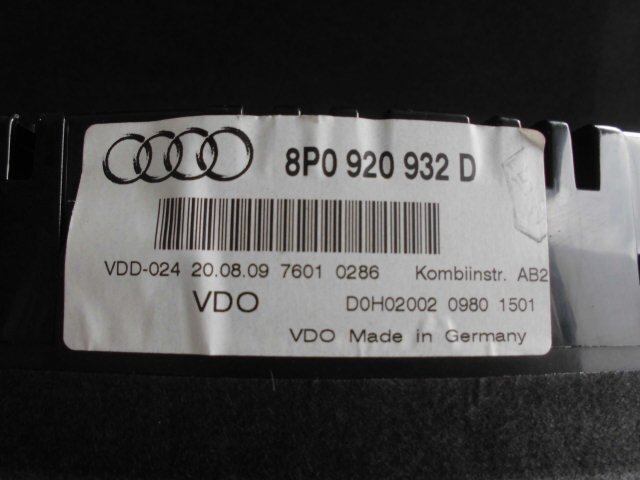 8P0 920 932 D
VDD-024 20.08.09 7601 0286 Kombiinstr. AB2
VDO D0H02002 0980 1501
VDO Made in Germany